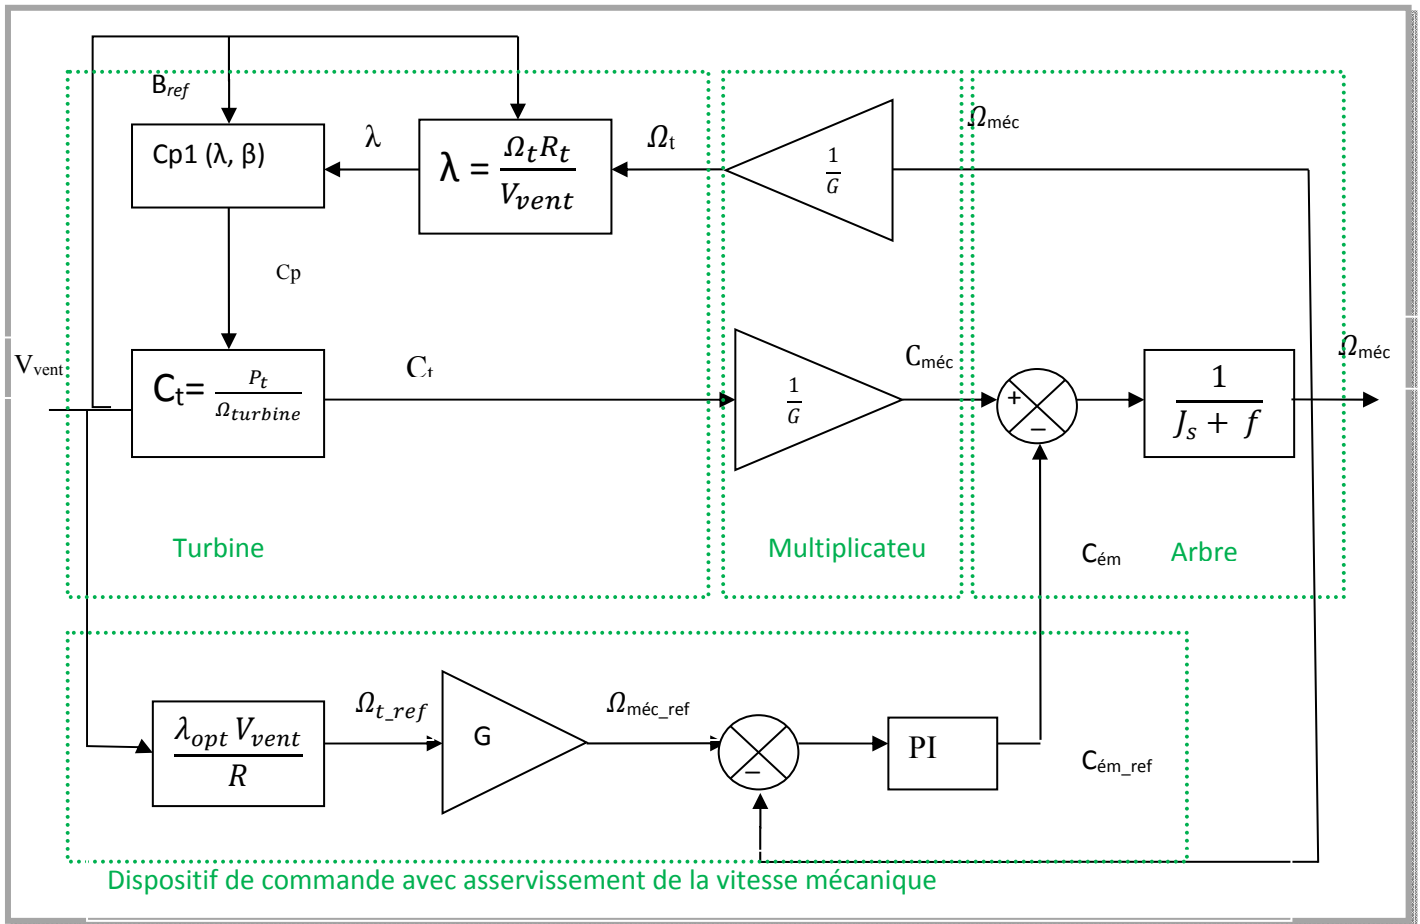 B_ref
Cp1 (λ, β)
λ
λ = Ω_t R_t / V_vent
Ω_t
1/G
Ω_méc
Cp
V_vent
C_t = P_t / Ω_turbine
C_t
1/G
C_méc
+
−
1 / (J_s + f)
Ω_méc
Turbine
Multiplicateu
C_ém
Arbre
λ_opt V_vent / R
Ω_t_ref
G
Ω_méc_ref
−
PI
C_ém_ref
Dispositif de commande avec asservissement de la vitesse mécanique